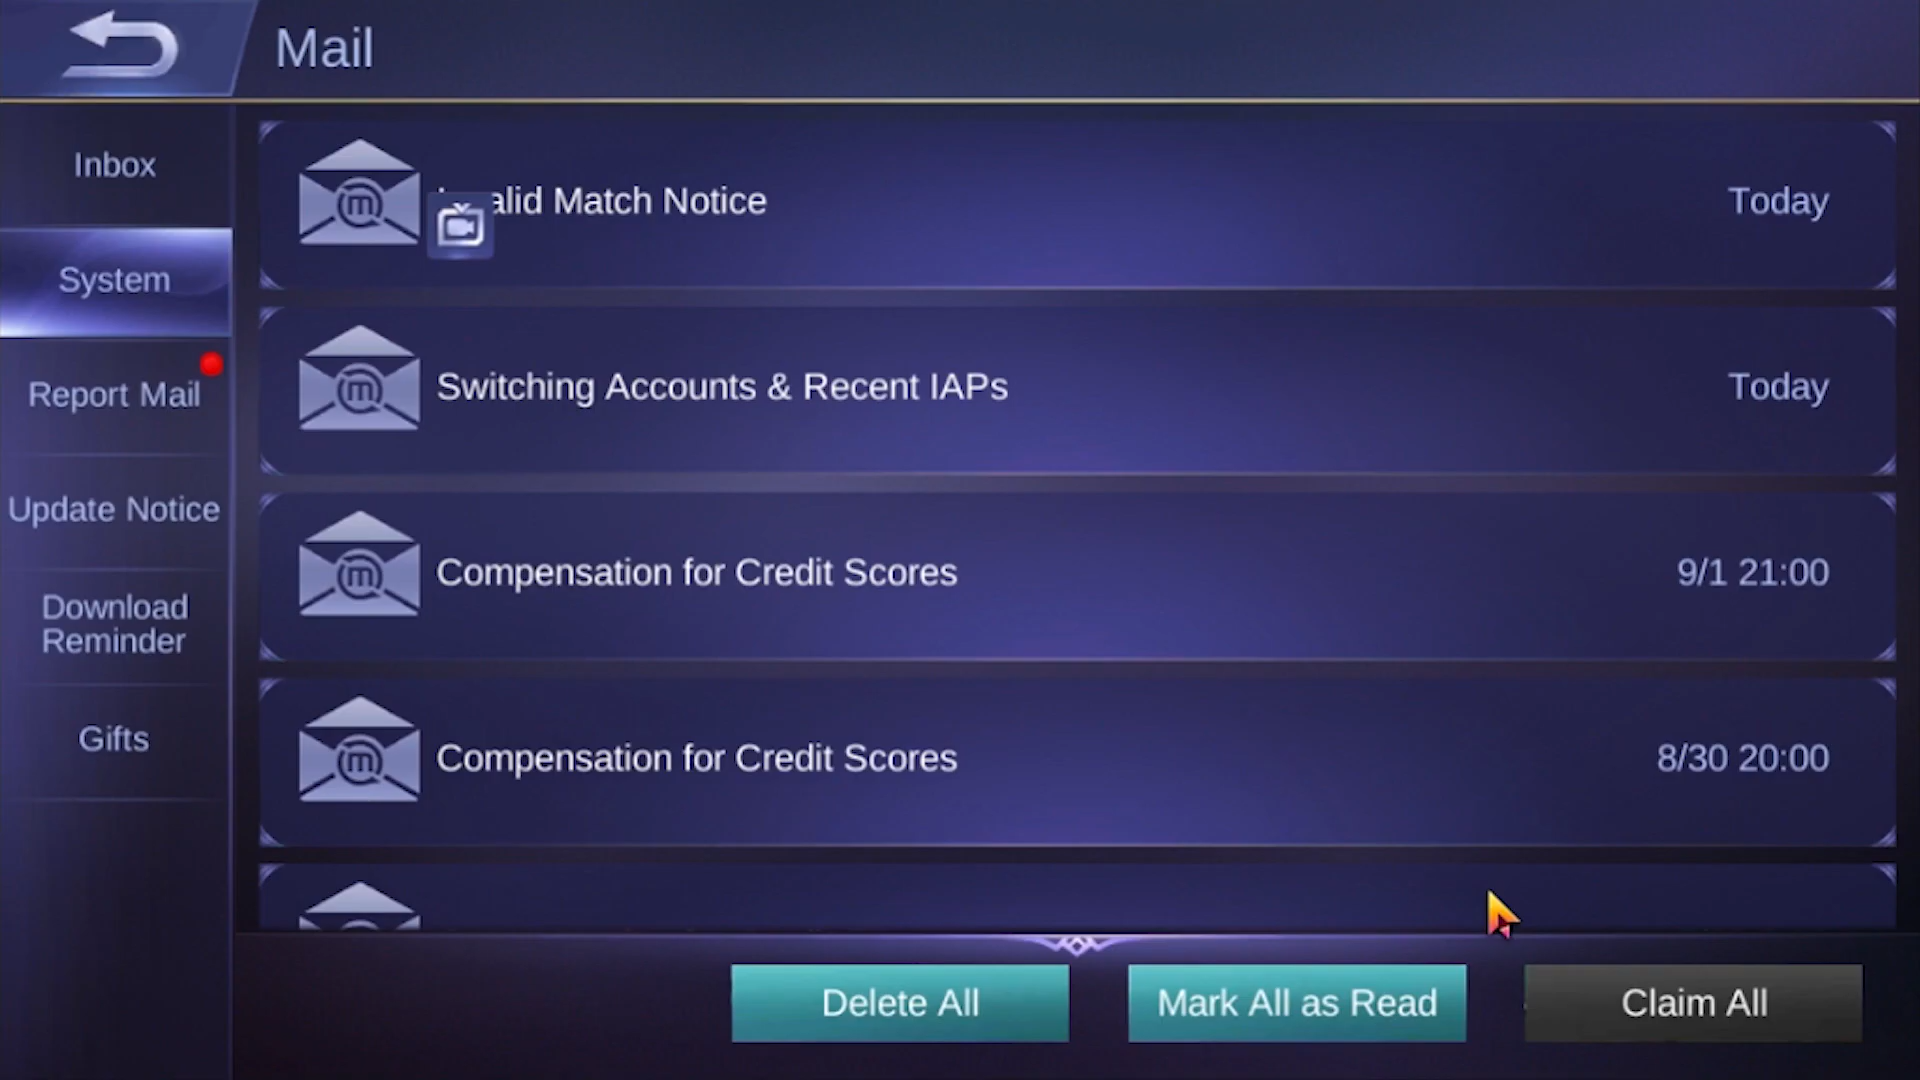 Mail
Inbox
System
Report Mail
Update Notice
Download
Reminder
Gifts
Match Notice
Today
Switching Accounts & Recent IAPs
Today
Compensation for Credit Scores
9/1 21:00
Compensation for Credit Scores
8/30 20:00
Delete All
Mark All as Read
Claim All